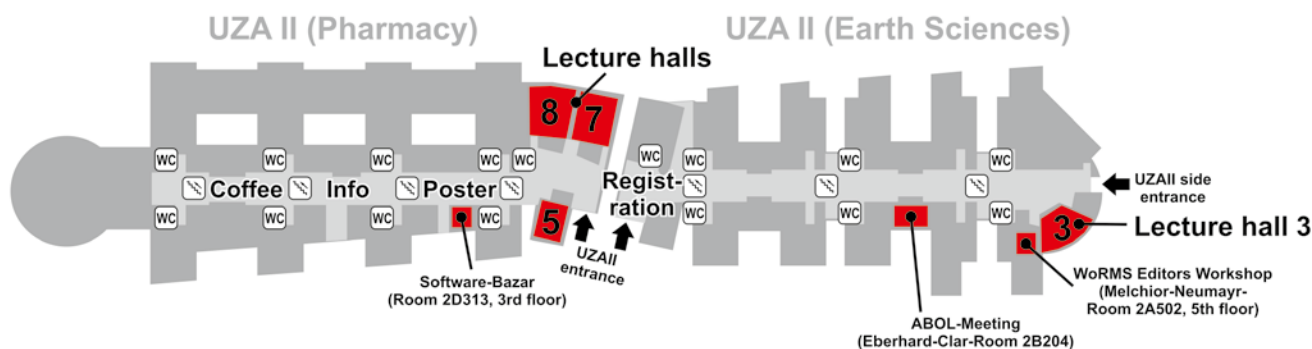 UZA II (Pharmacy)
UZA II (Earth Sciences)
Lecture halls
8
7
WC
WC
WC
WC
WC
WC
WC
WC
WC
Coffee
Info
Poster
Regist-
ration
UZAII side
entrance
WC
WC
WC
WC
WC
WC
WC
5
3
Lecture hall 3
UZAII
entrance
Software-Bazar
(Room 2D313, 3rd floor)
WoRMS Editors Workshop
(Melchior-Neumayr-
Room 2A502, 5th floor)
ABOL-Meeting
(Eberhard-Clar-Room 2B204)